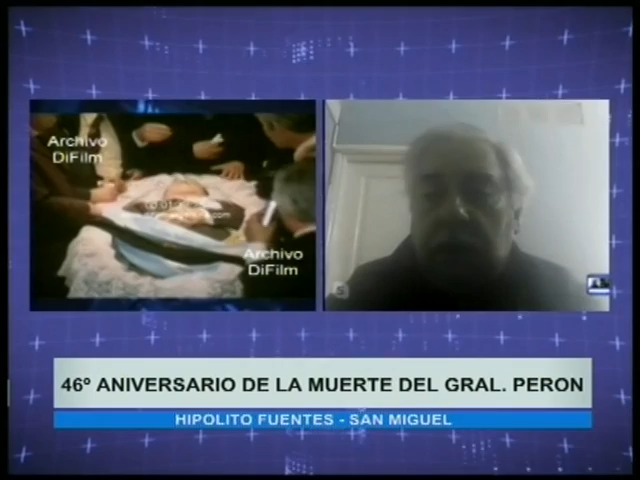 Archivo
DiFilm
Archivo
DiFilm
46º ANIVERSARIO DE LA MUERTE DEL GRAL. PERON
HIPOLITO FUENTES - SAN MIGUEL